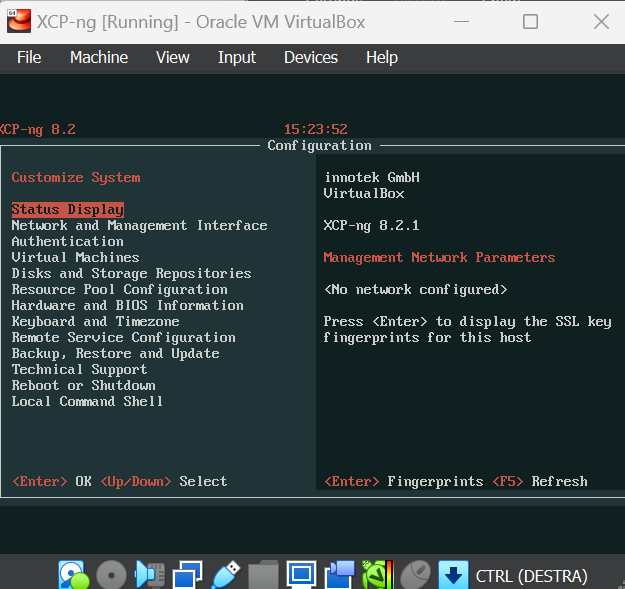 64
XCP-ng [Running] - Oracle VM VirtualBox
File Machine View Input Devices Help
XCP-ng 8.2 15:23:52
Configuration
Customize System
Status Display
Network and Management Interface
Authentication
Virtual Machines
Disks and Storage Repositories
Resource Pool Configuration
Hardware and BIOS Information
Keyboard and Timezone
Remote Service Configuration
Backup, Restore and Update
Technical Support
Reboot or Shutdown
Local Command Shell
<Enter> OK <Up/Down> Select
innotek GmbH
VirtualBox
XCP-ng 8.2.1
Management Network Parameters
<No network configured>
Press <Enter> to display the SSL key
fingerprints for this host
<Enter> Fingerprints <F5> Refresh
CTRL (DESTRA)